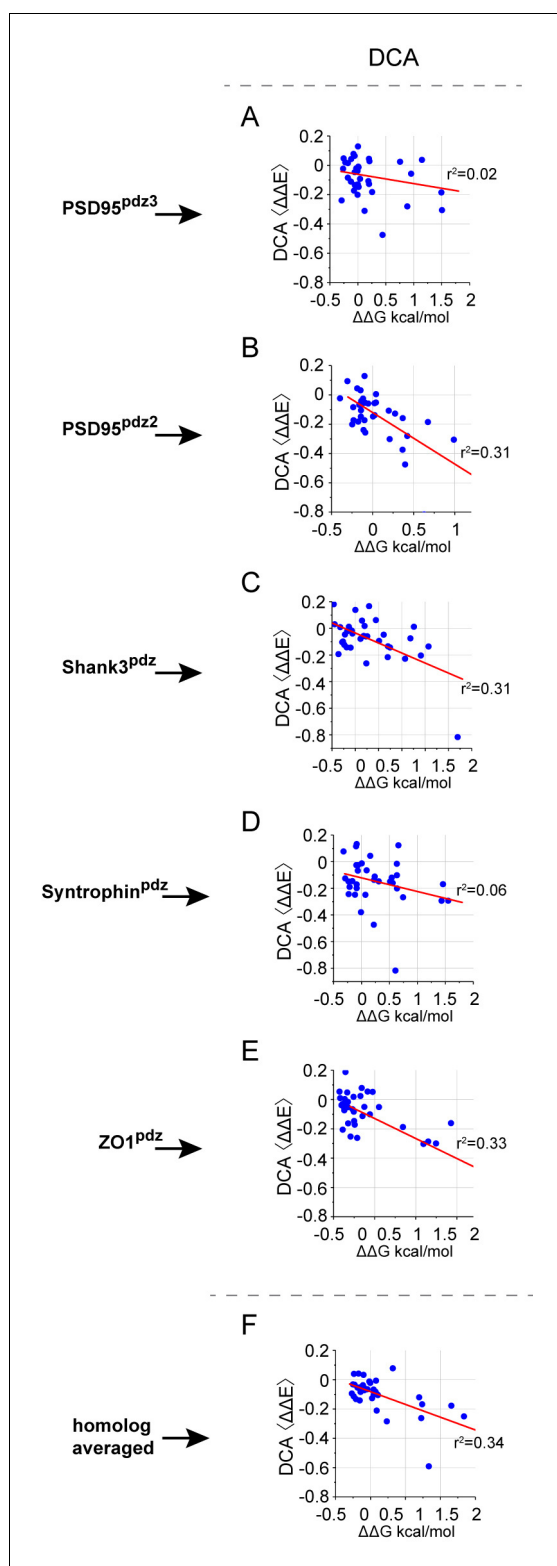 DCA
A
PSD95pdz3
DCA ⟨ΔΔE⟩
0.2
0
-0.2
-0.4
-0.6
-0.8
r²=0.02
-0.5 0 0.5 1 1.5 2
ΔΔG kcal/mol
B
PSD95pdz2
DCA ⟨ΔΔE⟩
0.2
0
-0.2
-0.4
-0.6
-0.8
r²=0.31
-0.5 0 0.5 1
ΔΔG kcal/mol
C
Shank3pdz
DCA ⟨ΔΔE⟩
0.2
0
-0.2
-0.4
-0.6
-0.8
r²=0.31
-0.5 0 0.5 1 1.5 2
ΔΔG kcal/mol
D
Syntrophinpdz
DCA ⟨ΔΔE⟩
0.2
0
-0.2
-0.4
-0.6
-0.8
r²=0.06
-0.5 0 0.5 1 1.5 2
ΔΔG kcal/mol
E
ZO1pdz
DCA ⟨ΔΔE⟩
0.2
0
-0.2
-0.4
-0.6
-0.8
r²=0.33
-0.5 0 0.5 1 1.5
ΔΔG kcal/mol
F
homolog
averaged
DCA ⟨ΔΔE⟩
0.2
0
-0.2
-0.4
-0.6
-0.8
r²=0.34
-0.5 0 0.5 1 1.5 2
ΔΔG kcal/mol